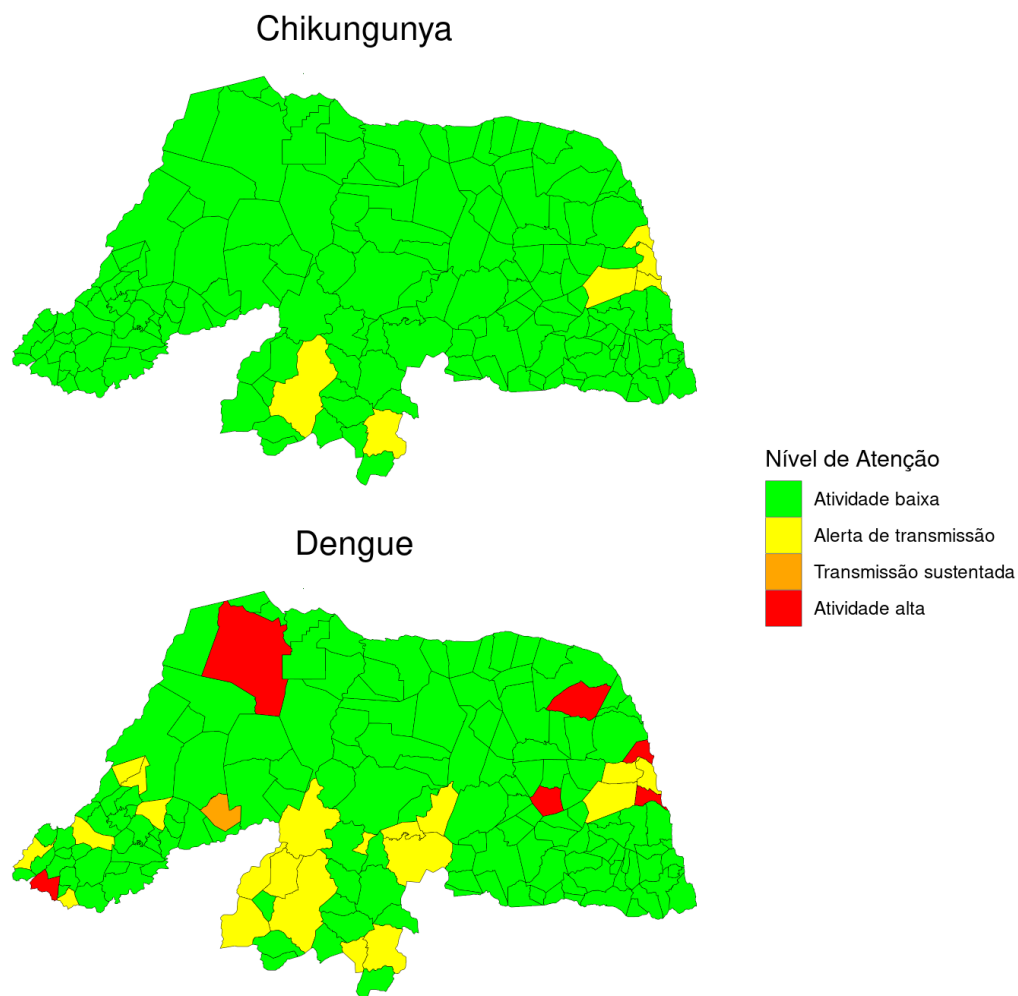 Chikungunya
Dengue
Nível de Atenção
Atividade baixa
Alerta de transmissão
Transmissão sustentada
Atividade alta